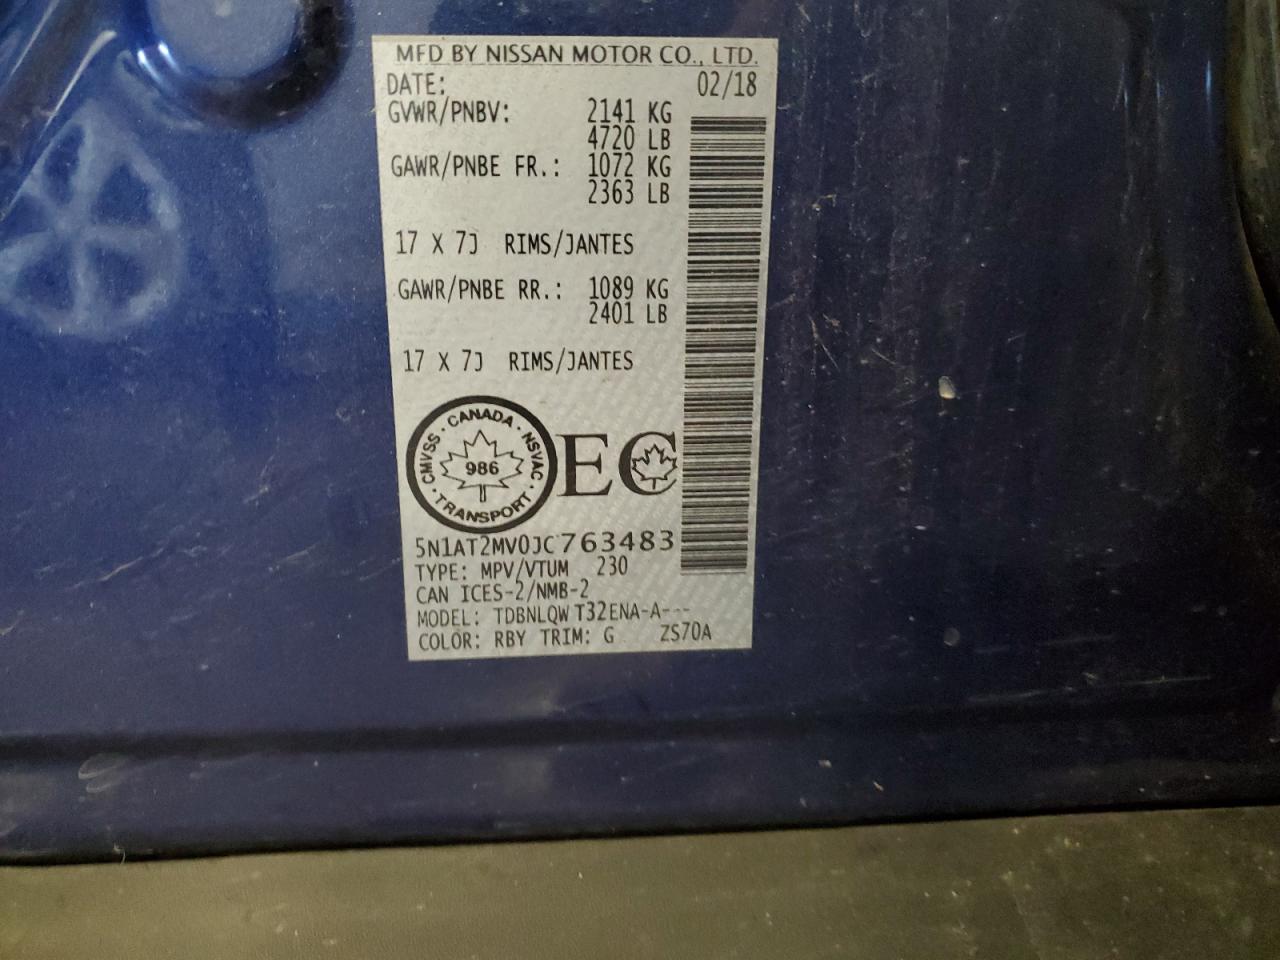 MFD BY NISSAN MOTOR CO., LTD.
DATE: 02/18
GVWR/PNBV: 2141 KG
4720 LB
GAWR/PNBE FR.: 1072 KG
2363 LB
17 X 7J RIMS/JANTES
GAWR/PNBE RR.: 1089 KG
2401 LB
17 X 7J RIMS/JANTES
CMVSS · CANADA · NSVAC · TRANSPORT ·
986
EC
5N1AT2MV0JC763483
TYPE: MPV/VTUM 230
CAN ICES-2/NMB-2
MODEL: TDBNLQW T32ENA-A---
COLOR: RBY TRIM: G ZS70A